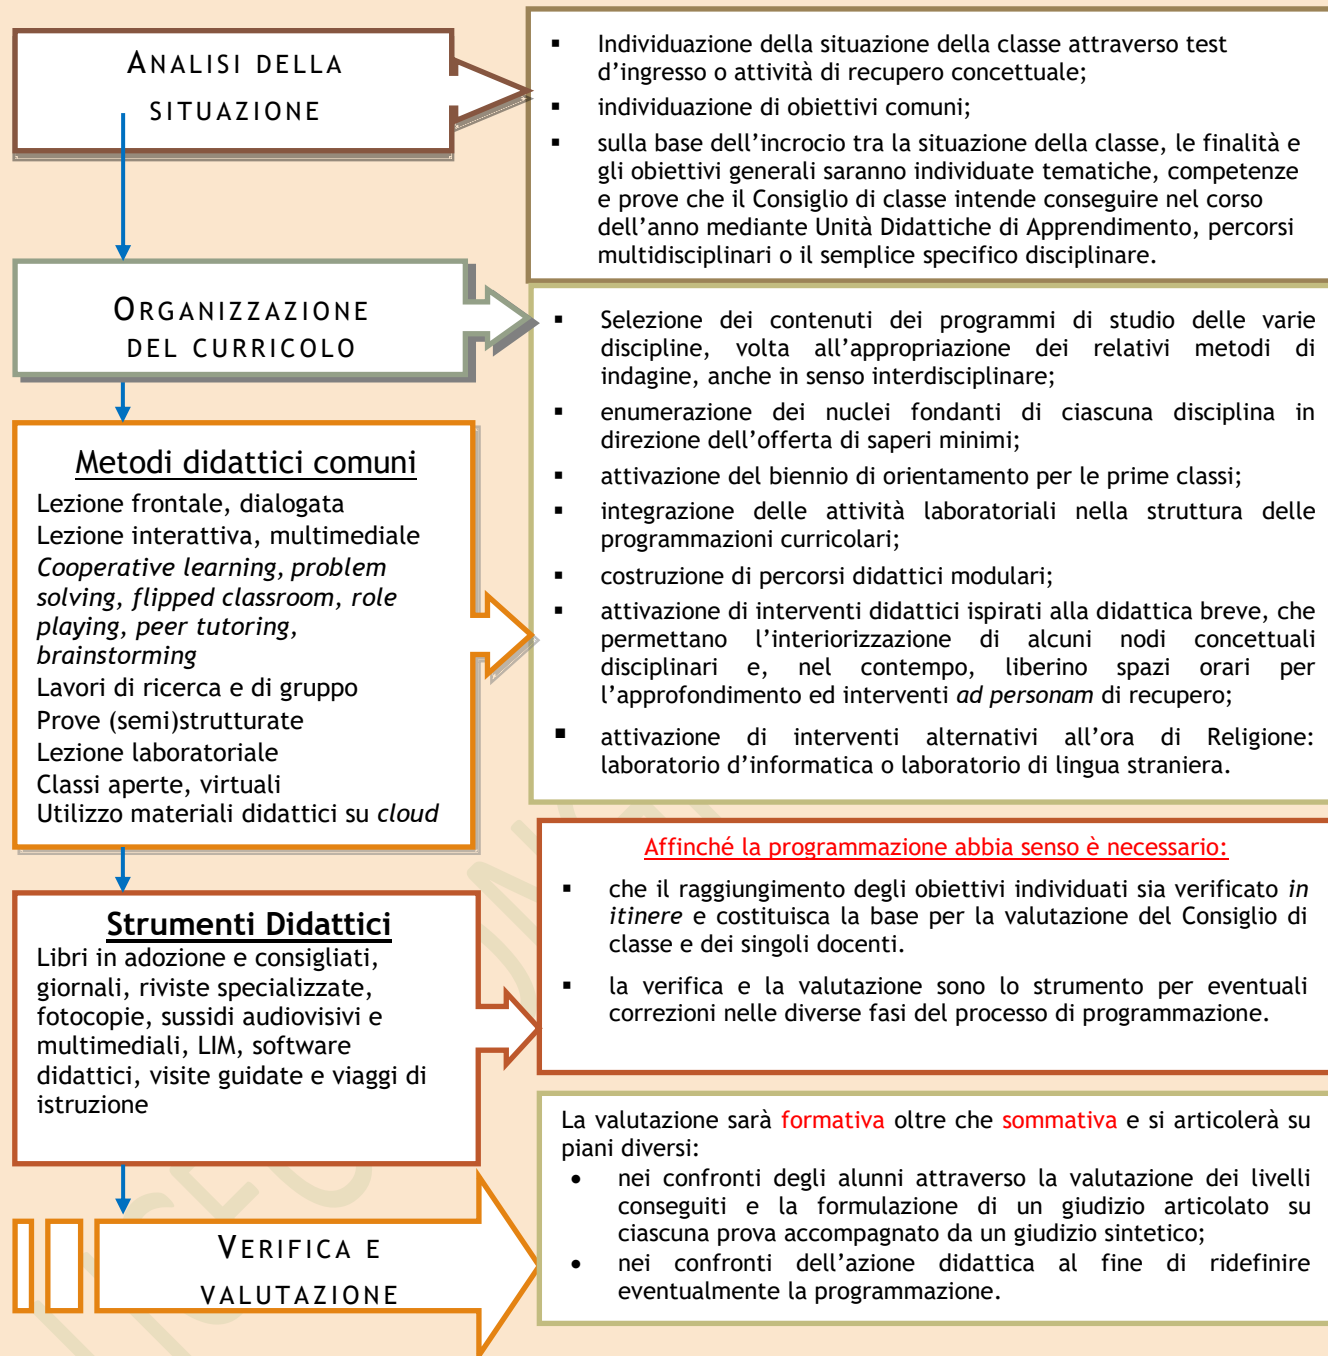 ANALISI DELLA
SITUAZIONE
▪ Individuazione della situazione della classe attraverso test
d’ingresso o attività di recupero concettuale;
▪ individuazione di obiettivi comuni;
▪ sulla base dell’incrocio tra la situazione della classe, le finalità e
gli obiettivi generali saranno individuate tematiche, competenze
e prove che il Consiglio di classe intende conseguire nel corso
dell’anno mediante Unità Didattiche di Apprendimento, percorsi
multidisciplinari o il semplice specifico disciplinare.
ORGANIZZAZIONE
DEL CURRICOLO
▪ Selezione dei contenuti dei programmi di studio delle varie
discipline, volta all’appropriazione dei relativi metodi di
indagine, anche in senso interdisciplinare;
▪ enumerazione dei nuclei fondanti di ciascuna disciplina in
direzione dell’offerta di saperi minimi;
▪ attivazione del biennio di orientamento per le prime classi;
▪ integrazione delle attività laboratoriali nella struttura delle
programmazioni curricolari;
▪ costruzione di percorsi didattici modulari;
▪ attivazione di interventi didattici ispirati alla didattica breve, che
permettano l’interiorizzazione di alcuni nodi concettuali
disciplinari e, nel contempo, liberino spazi orari per
l’approfondimento ed interventi ad personam di recupero;
▪ attivazione di interventi alternativi all’ora di Religione:
laboratorio d’informatica o laboratorio di lingua straniera.
Metodi didattici comuni
Lezione frontale, dialogata
Lezione interattiva, multimediale
Cooperative learning, problem
solving, flipped classroom, role
playing, peer tutoring,
brainstorming
Lavori di ricerca e di gruppo
Prove (semi)strutturate
Lezione laboratoriale
Classi aperte, virtuali
Utilizzo materiali didattici su cloud
Affinché la programmazione abbia senso è necessario:
▪ che il raggiungimento degli obiettivi individuati sia verificato in
itinere e costituisca la base per la valutazione del Consiglio di
classe e dei singoli docenti.
▪ la verifica e la valutazione sono lo strumento per eventuali
correzioni nelle diverse fasi del processo di programmazione.
Strumenti Didattici
Libri in adozione e consigliati,
giornali, riviste specializzate,
fotocopie, sussidi audiovisivi e
multimediali, LIM, software
didattici, visite guidate e viaggi di
istruzione
La valutazione sarà formativa oltre che sommativa e si articolerà su
piani diversi:
• nei confronti degli alunni attraverso la valutazione dei livelli
conseguiti e la formulazione di un giudizio articolato su
ciascuna prova accompagnato da un giudizio sintetico;
• nei confronti dell’azione didattica al fine di ridefinire
eventualmente la programmazione.
VERIFICA E
VALUTAZIONE